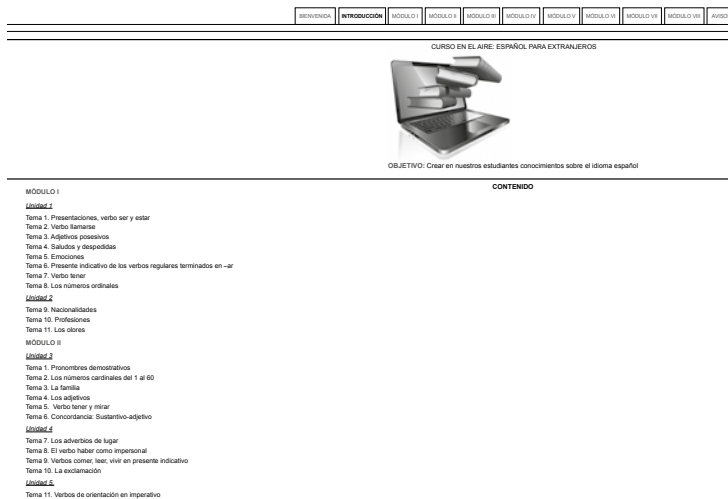 BIENVENIDA INTRODUCCIÓN MÓDULO I MÓDULO II MÓDULO III MÓDULO IV MÓDULO V MÓDULO VI MÓDULO VII MÓDULO VIII AVISO
CURSO EN EL AIRE: ESPAÑOL PARA EXTRANJEROS
OBJETIVO: Crear en nuestros estudiantes conocimientos sobre el idioma español
CONTENIDO
MÓDULO I
Unidad 1
Tema 1. Presentaciones, verbo ser y estar
Tema 2. Verbo llamarse
Tema 3. Adjetivos posesivos
Tema 4. Saludos y despedidas
Tema 5. Emociones
Tema 6. Presente indicativo de los verbos regulares terminados en –ar
Tema 7. Verbo tener
Tema 8. Los números ordinales
Unidad 2
Tema 9. Nacionalidades
Tema 10. Profesiones
Tema 11. Los olores
MÓDULO II
Unidad 3
Tema 1. Pronombres demostrativos
Tema 2. Los números cardinales del 1 al 60
Tema 3. La familia
Tema 4. Los adjetivos
Tema 5. Verbo tener y mirar
Tema 6. Concordancia: Sustantivo-adjetivo
Unidad 4
Tema 7. Los adverbios de lugar
Tema 8. El verbo haber como impersonal
Tema 9. Verbos comer, leer, vivir en presente indicativo
Tema 10. La exclamación
Unidad 5.
Tema 11. Verbos de orientación en imperativo